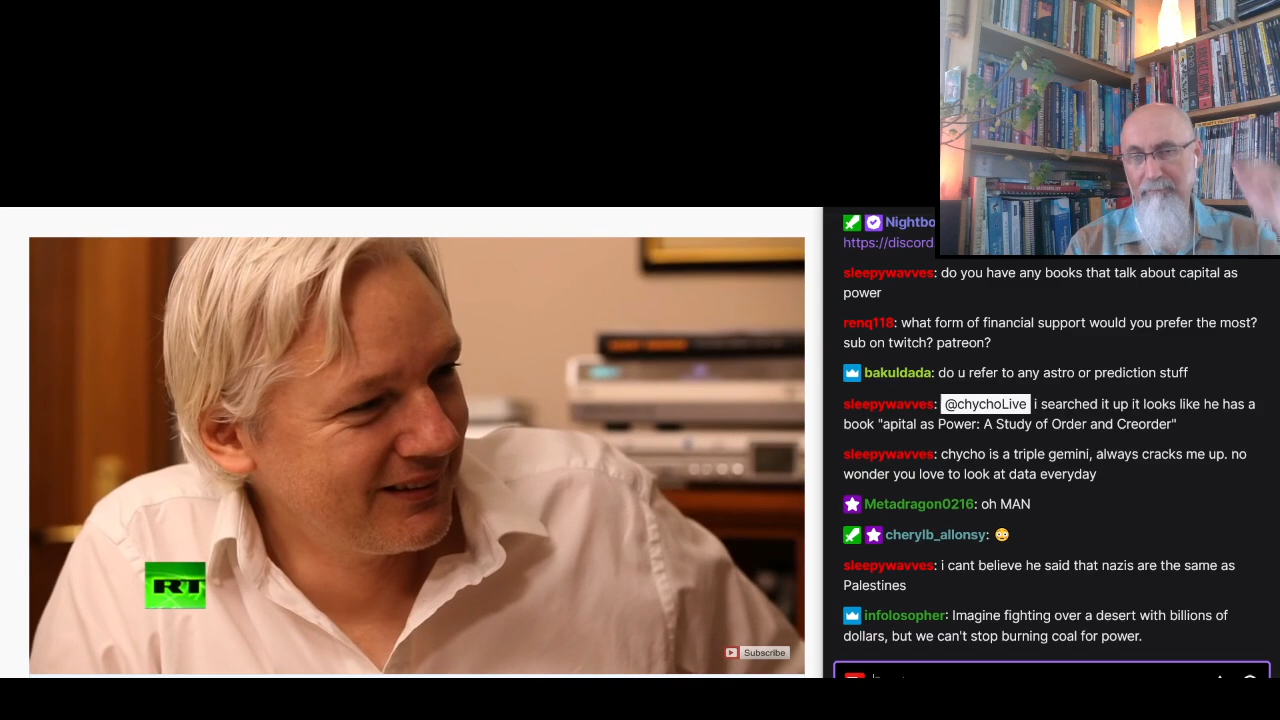 Nightbo
https://discord
sleepywavves: do you have any books that talk about capital as
power
renq118: what form of financial support would you prefer the most?
sub on twitch? patreon?
bakuldada: do u refer to any astro or prediction stuff
sleepywavves: @chychoLive i searched it up it looks like he has a
book "apital as Power: A Study of Order and Creorder"
sleepywavves: chycho is a triple gemini, always cracks me up. no
wonder you love to look at data everyday
Metadragon0216: oh MAN
cherylb_allonsy: 😳
sleepywavves: i cant believe he said that nazis are the same as
Palestines
infolosopher: Imagine fighting over a desert with billions of
dollars, but we can't stop burning coal for power.
RT
Subscribe